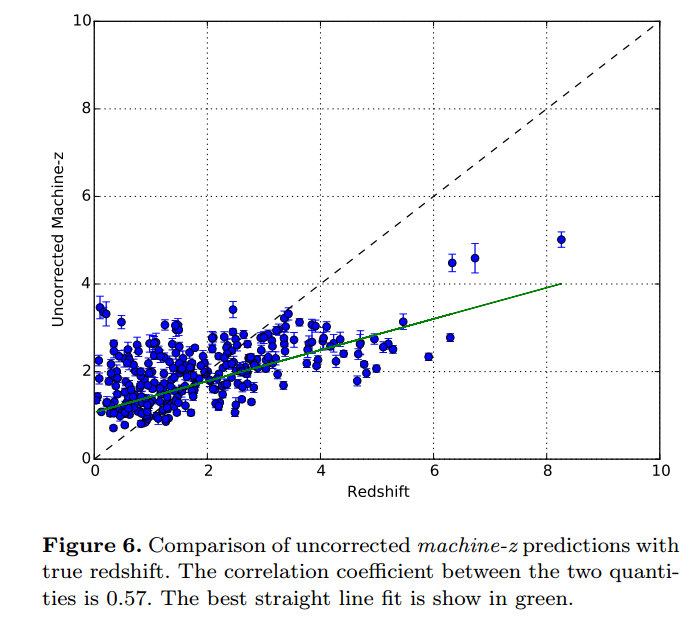 10
8
6
4
2
0
Uncorrected Machine-z
0 2 4 6 8 10
Redshift
Figure 6. Comparison of uncorrected machine-z predictions with
true redshift. The correlation coefficient between the two quanti-
ties is 0.57. The best straight line fit is show in green.